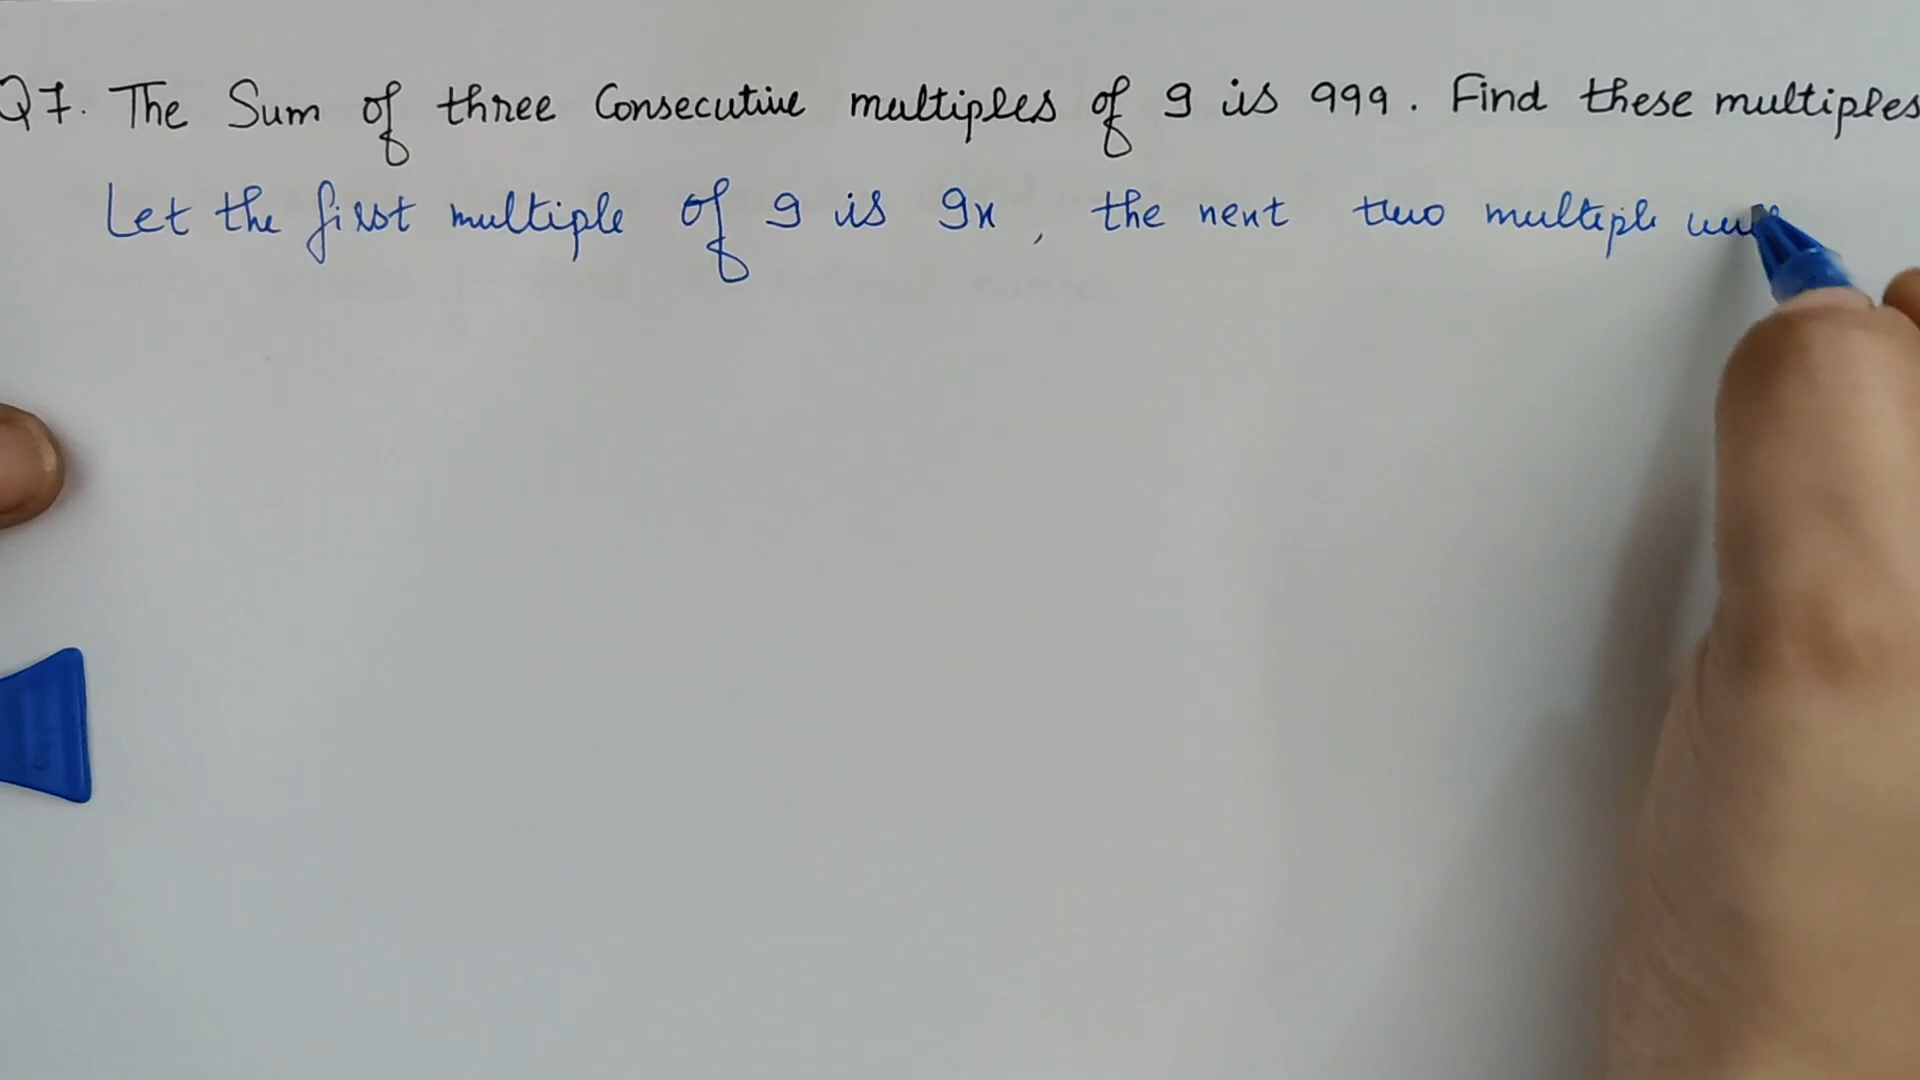 Q7. The Sum of three Consecutive multiples of 9 is 999. Find these multiples
Let the first multiple of 9 is 9x, the next two multiple